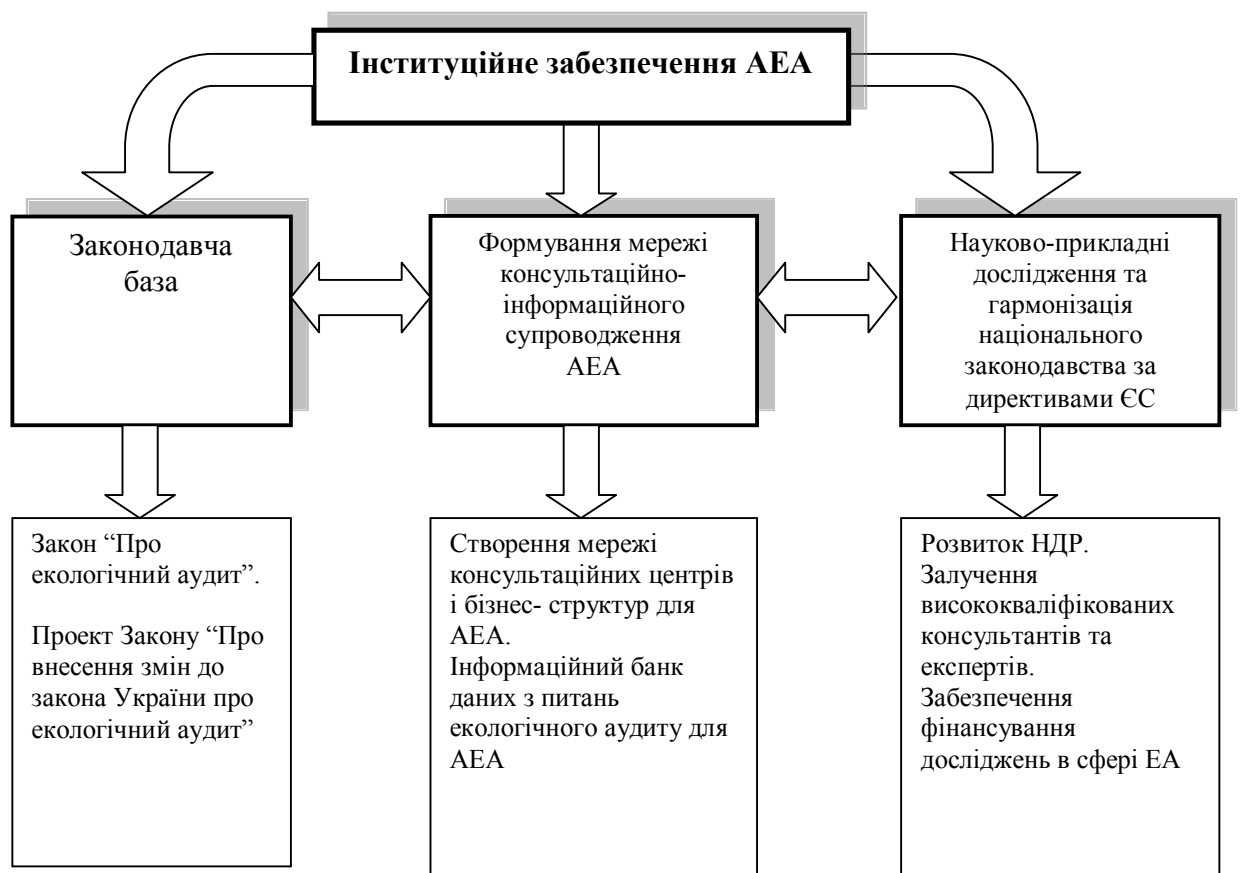 Інституційне забезпечення АЕА
Законодавча
база
Формування мережі
консультаційно-
інформаційного
супроводження
АЕА
Науково-прикладні
дослідження та
гармонізація
національного
законодавства за
директивами ЄС
Закон “Про
екологічний аудит”.
Проект Закону “Про
внесення змін до
закона України про
екологічний аудит”
Створення мережі
консультаційних центрів
і бізнес- структур для
АЕА.
Інформаційний банк
даних з питань
екологічного аудиту для
АЕА
Розвиток НДР.
Залучення
висококваліфікованих
консультантів та
експертів.
Забезпечення
фінансування
досліджень в сфері ЕА